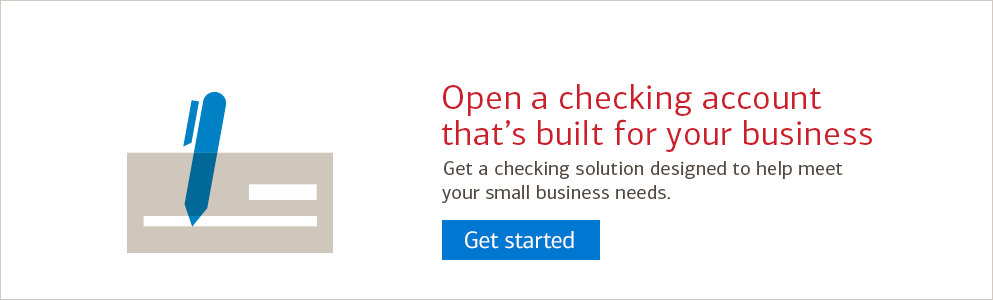 Open a checking account
that’s built for your business
Get a checking solution designed to help meet
your small business needs.
Get started